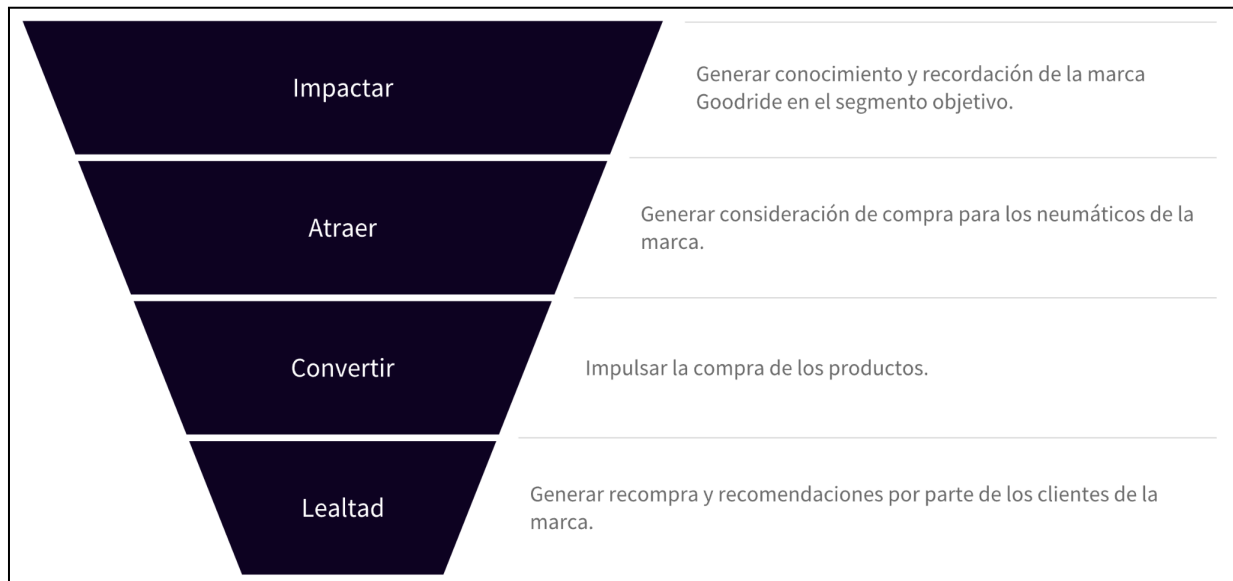 Impactar
Generar conocimiento y recordación de la marca
Goodride en el segmento objetivo.
Atraer
Generar consideración de compra para los neumáticos de la
marca.
Convertir
Impulsar la compra de los productos.
Lealtad
Generar recompra y recomendaciones por parte de los clientes de la
marca.